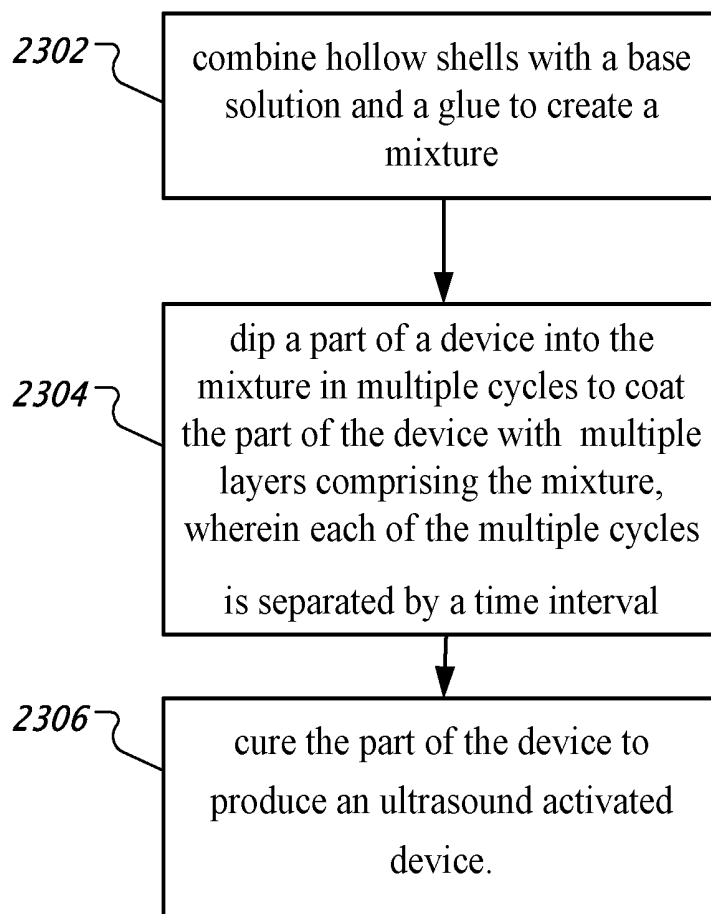 2302
combine hollow shells with a base
solution and a glue to create a
mixture
2304
dip a part of a device into the
mixture in multiple cycles to coat
the part of the device with multiple
layers comprising the mixture,
wherein each of the multiple cycles
is separated by a time interval
2306
cure the part of the device to
produce an ultrasound activated
device.